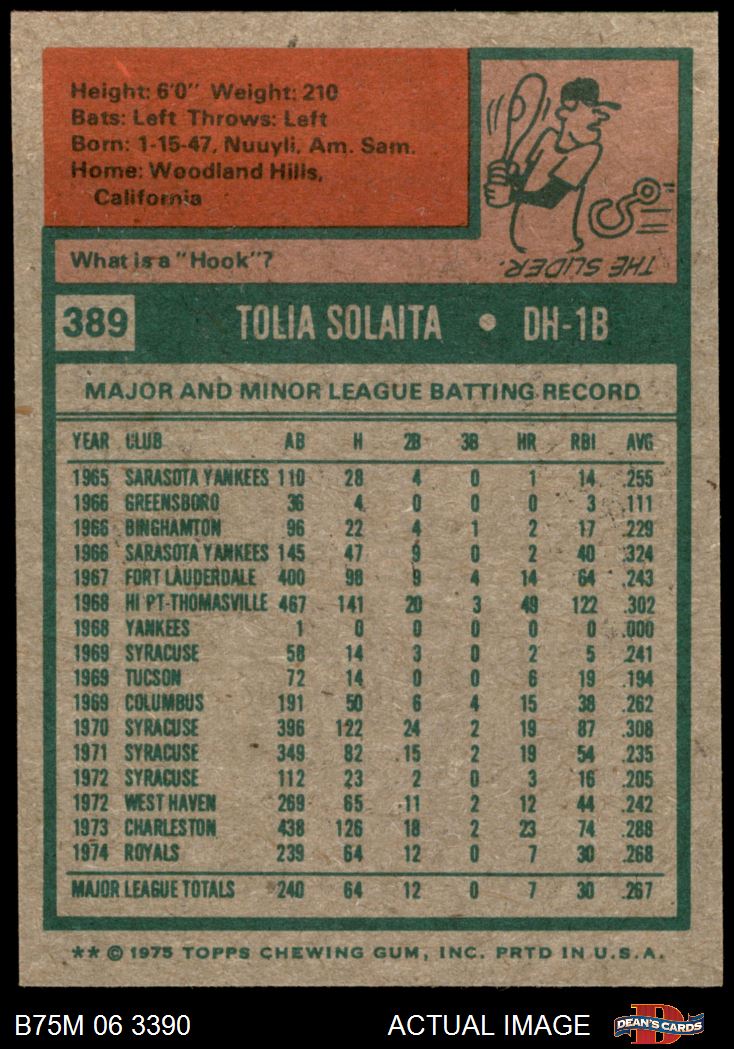 Height: 6'0" Weight: 210
Bats: Left Throws: Left
Born: 1-15-47, Nuuyli, Am. Sam.
Home: Woodland Hills,
California
What is a "Hook"?
THE SLIDER.
389 TOLIA SOLAITA • DH-1B
MAJOR AND MINOR LEAGUE BATTING RECORD
YEAR CLUB AB H 2B 3B HR RBI AVG
1965 SARASOTA YANKEES 110 28 4 0 1 14 .255
1966 GREENSBORO 36 4 0 0 0 3 .111
1966 BINGHAMTON 96 22 4 1 2 17 .229
1966 SARASOTA YANKEES 145 47 9 0 2 40 .324
1967 FORT LAUDERDALE 400 98 9 4 14 64 .243
1968 HI PT-THOMASVILLE 467 141 20 3 49 122 .302
1968 YANKEES 1 0 0 0 0 0 .000
1969 SYRACUSE 58 14 3 0 2 5 .241
1969 TUCSON 72 14 0 0 6 19 .194
1969 COLUMBUS 191 50 6 4 15 38 .262
1970 SYRACUSE 396 122 24 2 19 87 .308
1971 SYRACUSE 349 82 15 2 19 54 .235
1972 SYRACUSE 112 23 2 0 3 16 .205
1972 WEST HAVEN 269 65 11 2 12 44 .242
1973 CHARLESTON 438 126 18 2 23 74 .288
1974 ROYALS 239 64 12 0 7 30 .268
MAJOR LEAGUE TOTALS 240 64 12 0 7 30 .267
** © 1975 TOPPS CHEWING GUM, INC. PRTD IN U.S.A.
B75M 06 3390 ACTUAL IMAGE DEAN'S CARDS